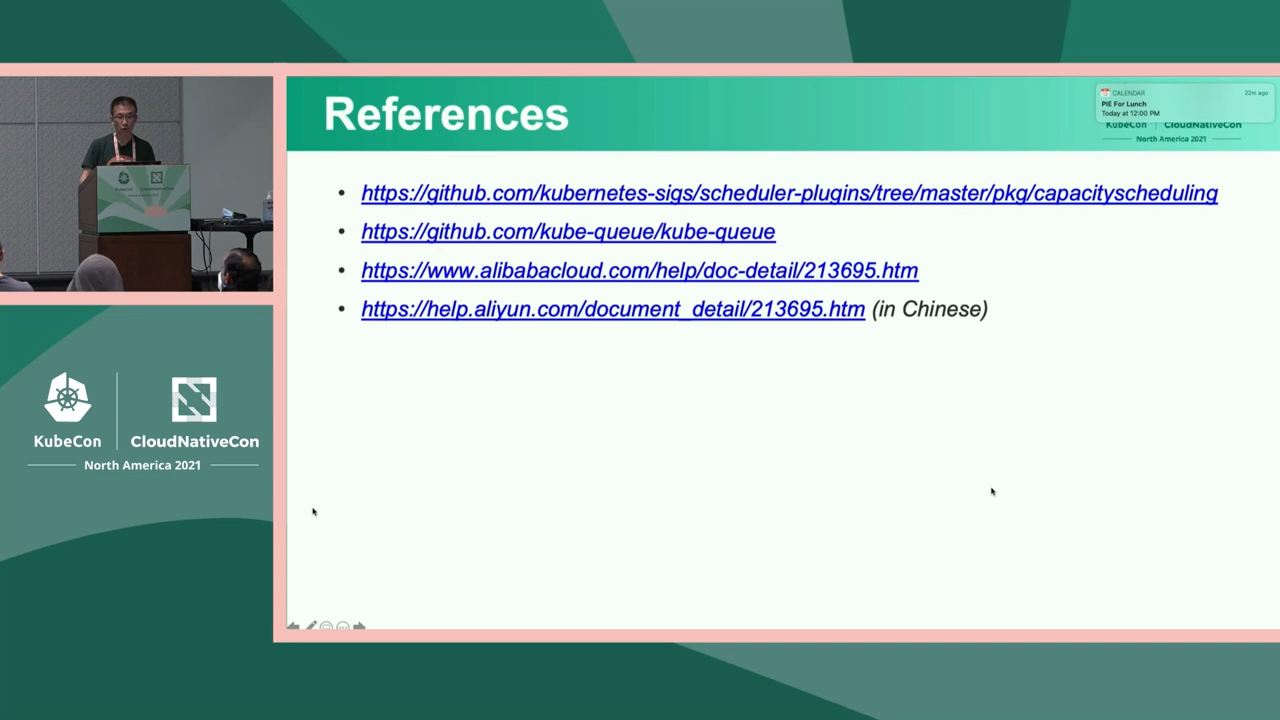 References
CALENDAR
22m ago
PIE For Lunch
Today at 12:00 PM
KubeCon | CloudNativeCon
North America 2021
• https://github.com/kubernetes-sigs/scheduler-plugins/tree/master/pkg/capacityscheduling
• https://github.com/kube-queue/kube-queue
• https://www.alibabacloud.com/help/doc-detail/213695.htm
• https://help.aliyun.com/document_detail/213695.htm (in Chinese)
KubeCon
CloudNativeCon
North America 2021